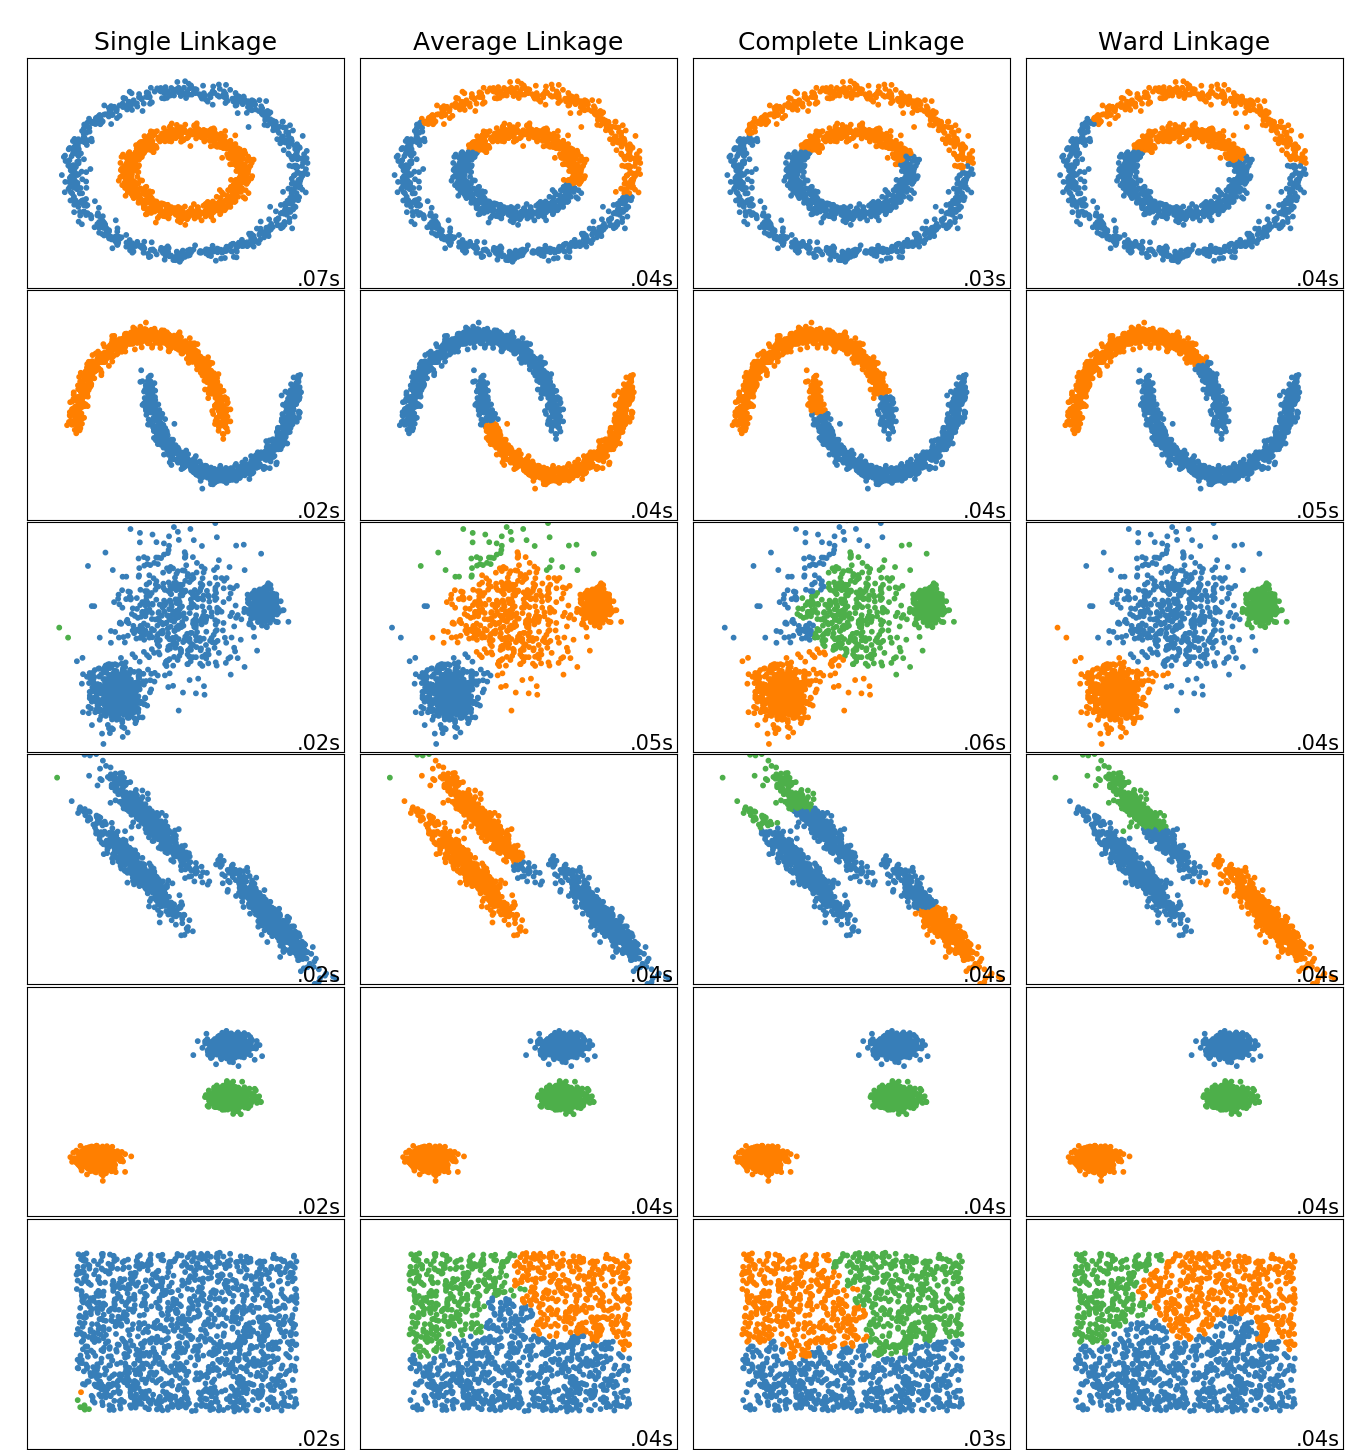 Single Linkage Average Linkage Complete Linkage Ward Linkage
.07s .04s .03s .04s
.02s .04s .04s .05s
.02s .05s .06s .04s
.02s .04s .04s .04s
.02s .04s .04s .04s
.02s .04s .03s .04s